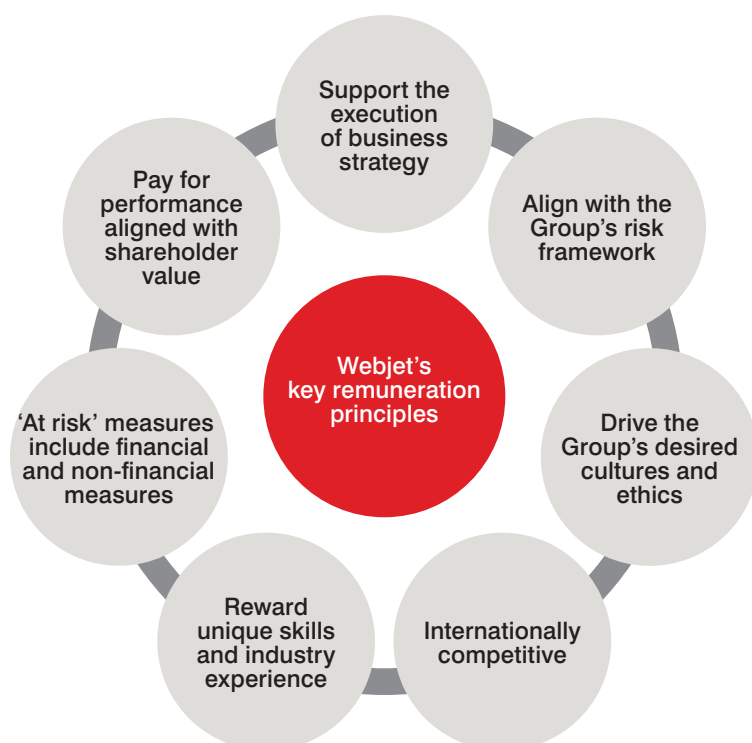 Support the
execution
of business
strategy
Align with the
Group's risk
framework
Drive the
Group's desired
cultures and
ethics
Internationally
competitive
Reward
unique skills
and industry
experience
'At risk' measures
include financial
and non-financial
measures
Pay for
performance
aligned with
shareholder
value
Webjet's
key remuneration
principles